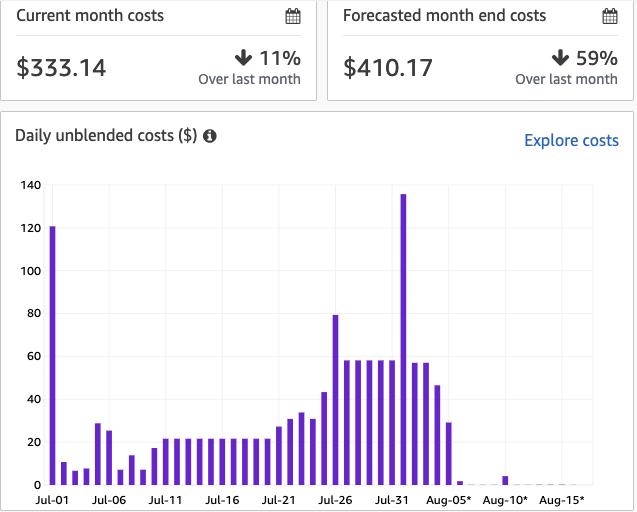 Current month costs
$333.14
11%
Over last month
Forecasted month end costs
$410.17
59%
Over last month
Daily unblended costs ($)
Explore costs
140
120
100
80
60
40
20
0
Jul-01 Jul-06 Jul-11 Jul-16 Jul-21 Jul-26 Jul-31 Aug-05* Aug-10* Aug-15*